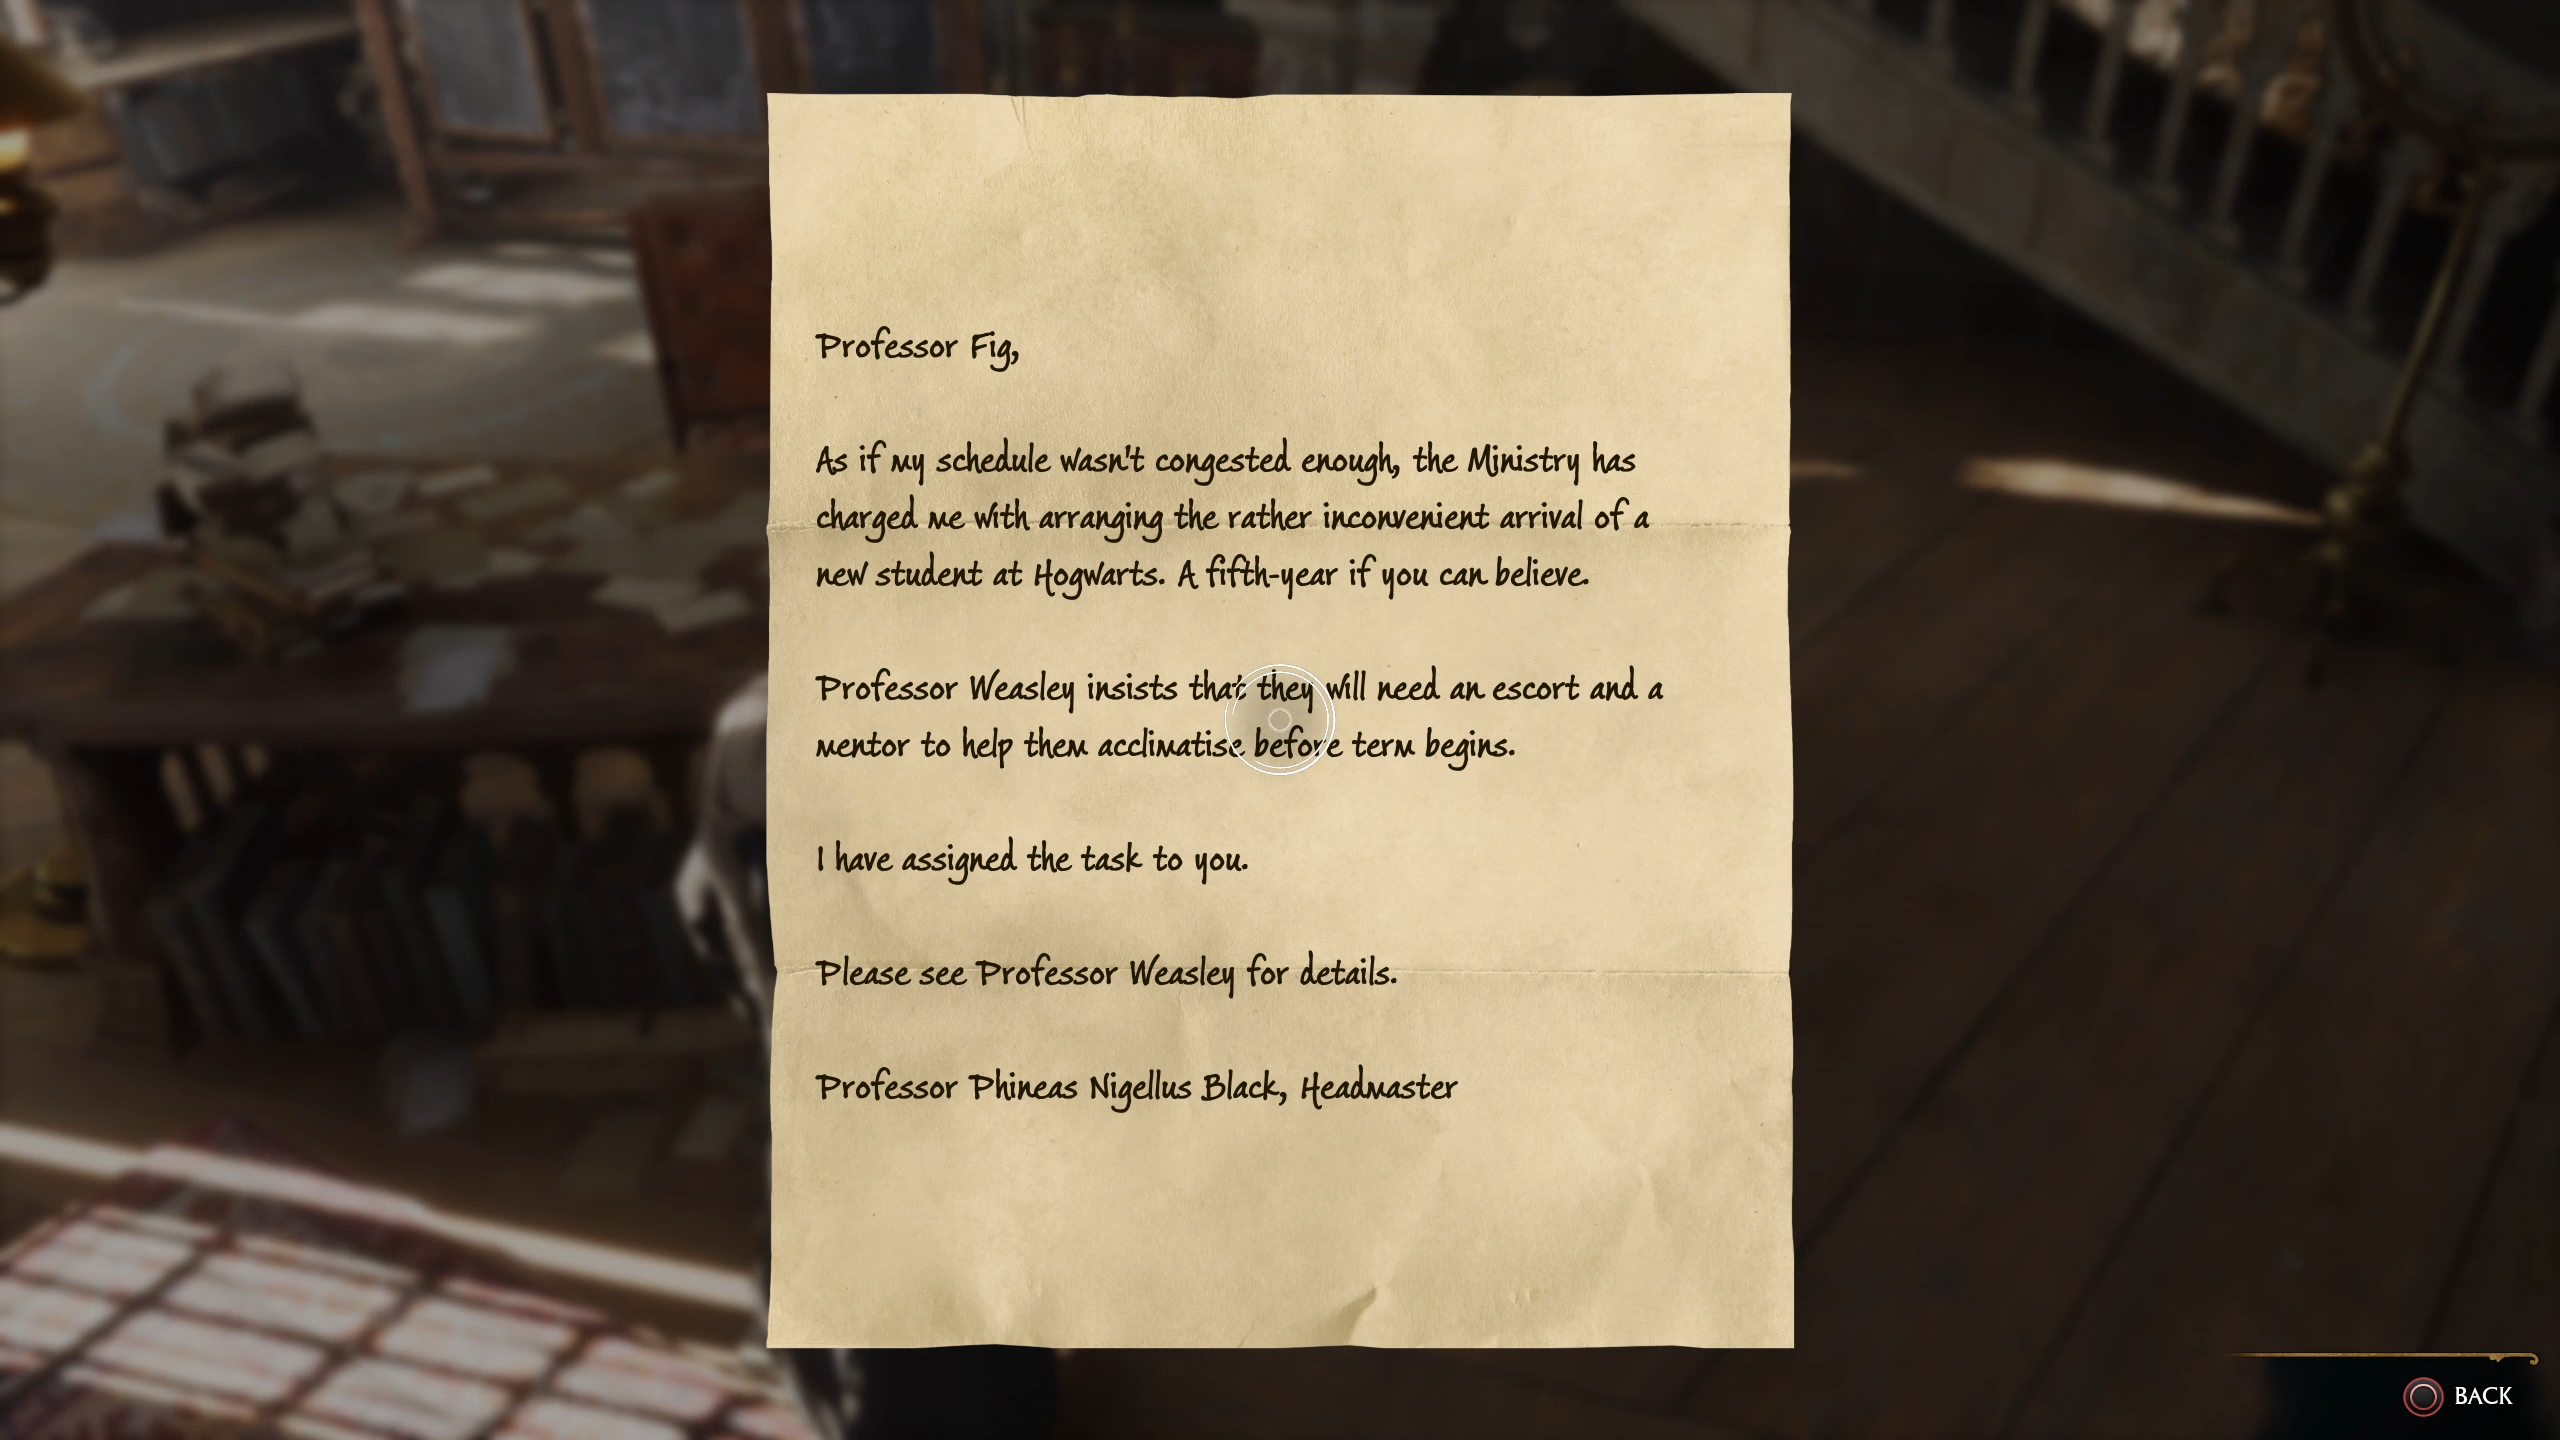 Professor Fig,
As if my schedule wasn't congested enough, the Ministry has
charged me with arranging the rather inconvenient arrival of a
new student at Hogwarts. A fifth-year if you can believe.
Professor Weasley insists that they will need an escort and a
mentor to help them acclimatise before term begins.
I have assigned the task to you.
Please see Professor Weasley for details.
Professor Phineas Nigellus Black, Headmaster
BACK